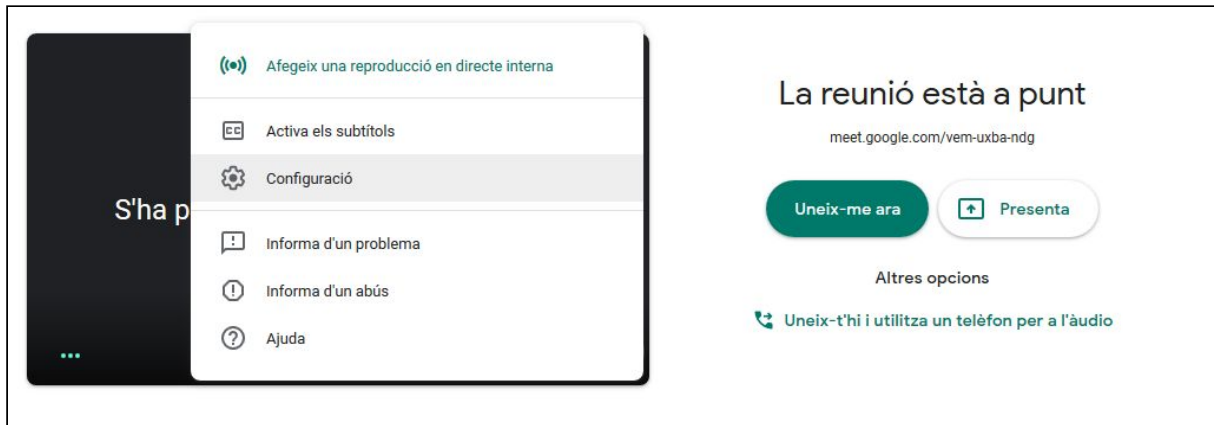 Afegeix una reproducció en directe interna
Activa els subtítols
Configuració
S'ha p
Informa d'un problema
Informa d'un abús
Ajuda
La reunió està a punt
meet.google.com/vem-uxba-ndg
Uneix-me ara
Presenta
Altres opcions
Uneix-t'hi i utilitza un telèfon per a l'àudio